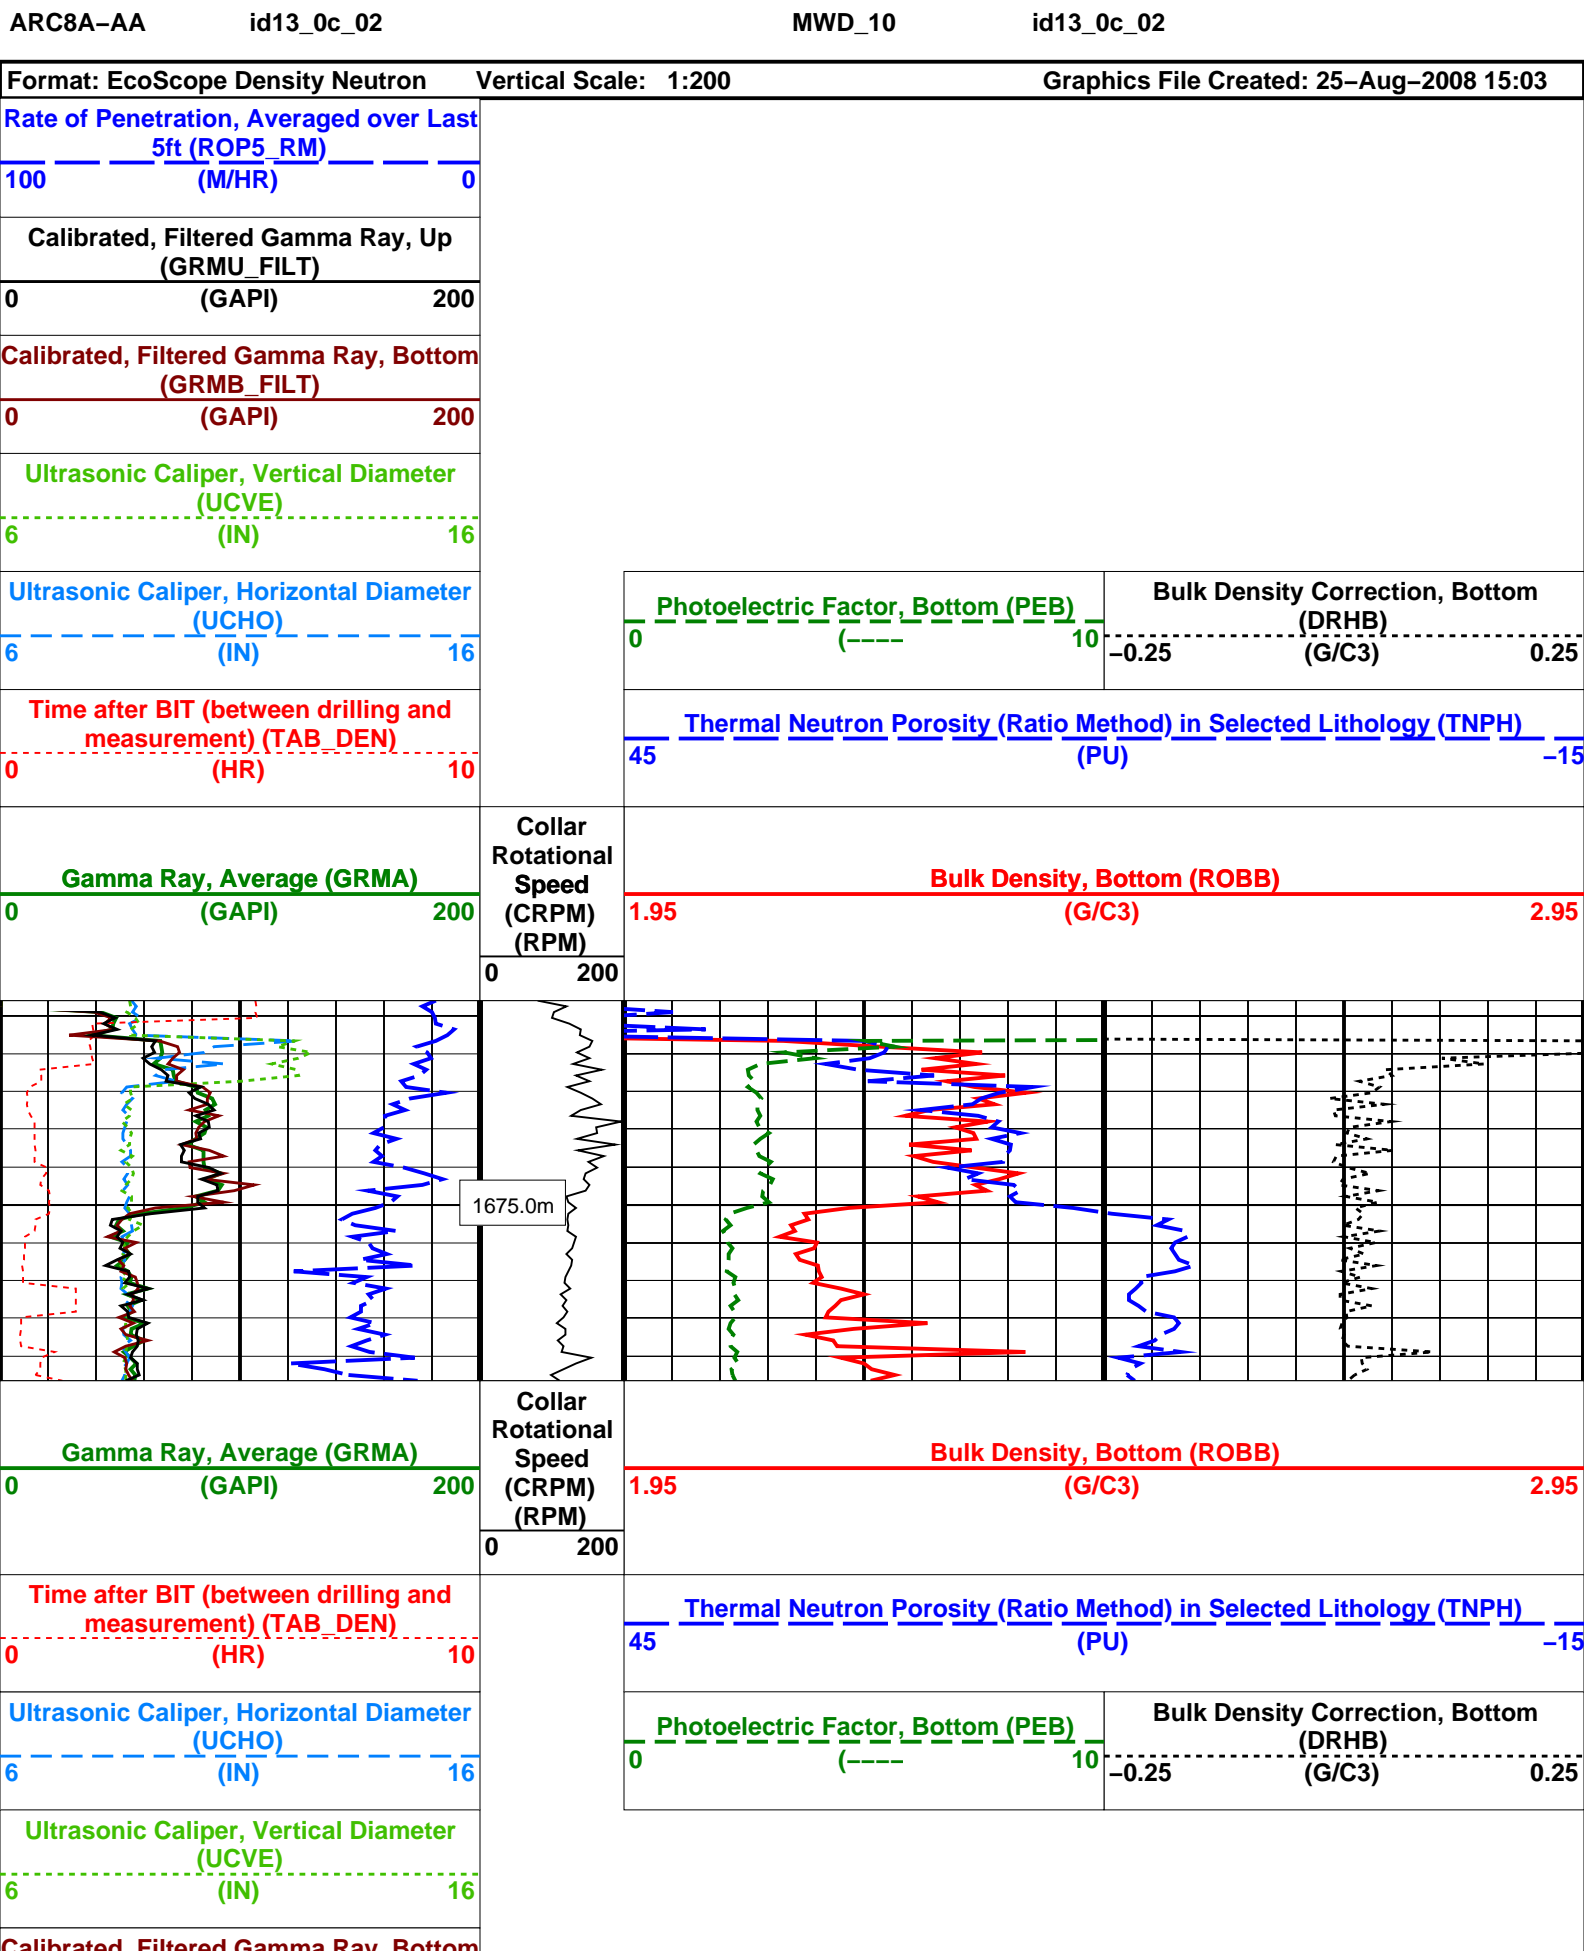 ARC8A−AA id13_0c_02 MWD_10 id13_0c_02
Format: EcoScope Density Neutron Vertical Scale: 1:200 Graphics File Created: 25−Aug−2008 15:03
Rate of Penetration, Averaged over Last
5ft (ROP5_RM)
100 (M/HR) 0
Calibrated, Filtered Gamma Ray, Up
(GRMU_FILT)
0 (GAPI) 200
Calibrated, Filtered Gamma Ray, Bottom
(GRMB_FILT)
0 (GAPI) 200
Ultrasonic Caliper, Vertical Diameter
(UCVE)
6 (IN) 16
Ultrasonic Caliper, Horizontal Diameter
(UCHO)
6 (IN) 16
Photoelectric Factor, Bottom (PEB)
0 (−−−− 10
Bulk Density Correction, Bottom
(DRHB)
−0.25 (G/C3) 0.25
Time after BIT (between drilling and
measurement) (TAB_DEN)
0 (HR) 10
Thermal Neutron Porosity (Ratio Method) in Selected Lithology (TNPH)
45 (PU) −15
Gamma Ray, Average (GRMA)
0 (GAPI) 200
Collar
Rotational
Speed
(CRPM)
(RPM)
0 200
Bulk Density, Bottom (ROBB)
1.95 (G/C3) 2.95
1675.0m
Gamma Ray, Average (GRMA)
0 (GAPI) 200
Collar
Rotational
Speed
(CRPM)
(RPM)
0 200
Bulk Density, Bottom (ROBB)
1.95 (G/C3) 2.95
Time after BIT (between drilling and
measurement) (TAB_DEN)
0 (HR) 10
Thermal Neutron Porosity (Ratio Method) in Selected Lithology (TNPH)
45 (PU) −15
Ultrasonic Caliper, Horizontal Diameter
(UCHO)
6 (IN) 16
Photoelectric Factor, Bottom (PEB)
0 (−−−− 10
Bulk Density Correction, Bottom
(DRHB)
−0.25 (G/C3) 0.25
Ultrasonic Caliper, Vertical Diameter
(UCVE)
6 (IN) 16
Calibrated, Filtered Gamma Ray, Bottom